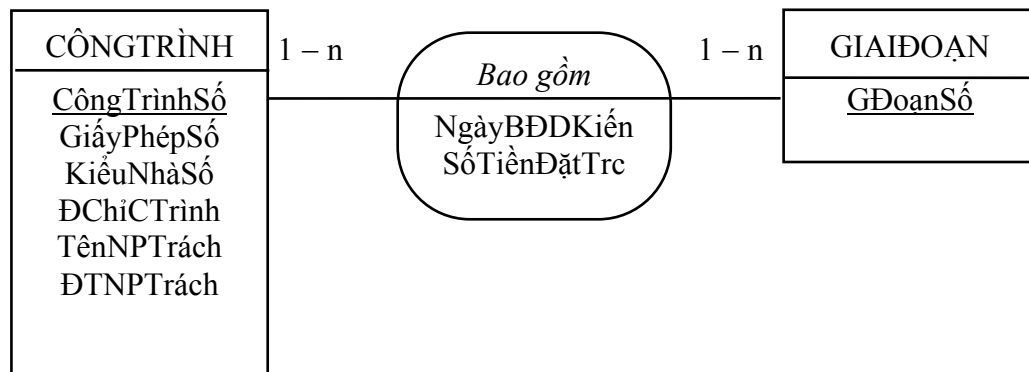 CÔNGTRÌNH
CôngTrìnhSố
GiấyPhépSố
KiểuNhàSố
ĐChỉCTrình
TênNPTrách
ĐTNPTrách
1 – n
Bao gồm
NgàyBĐDKiến
SốTiềnĐặtTrc
1 – n
GIAIĐOẠN
GĐoạnSố